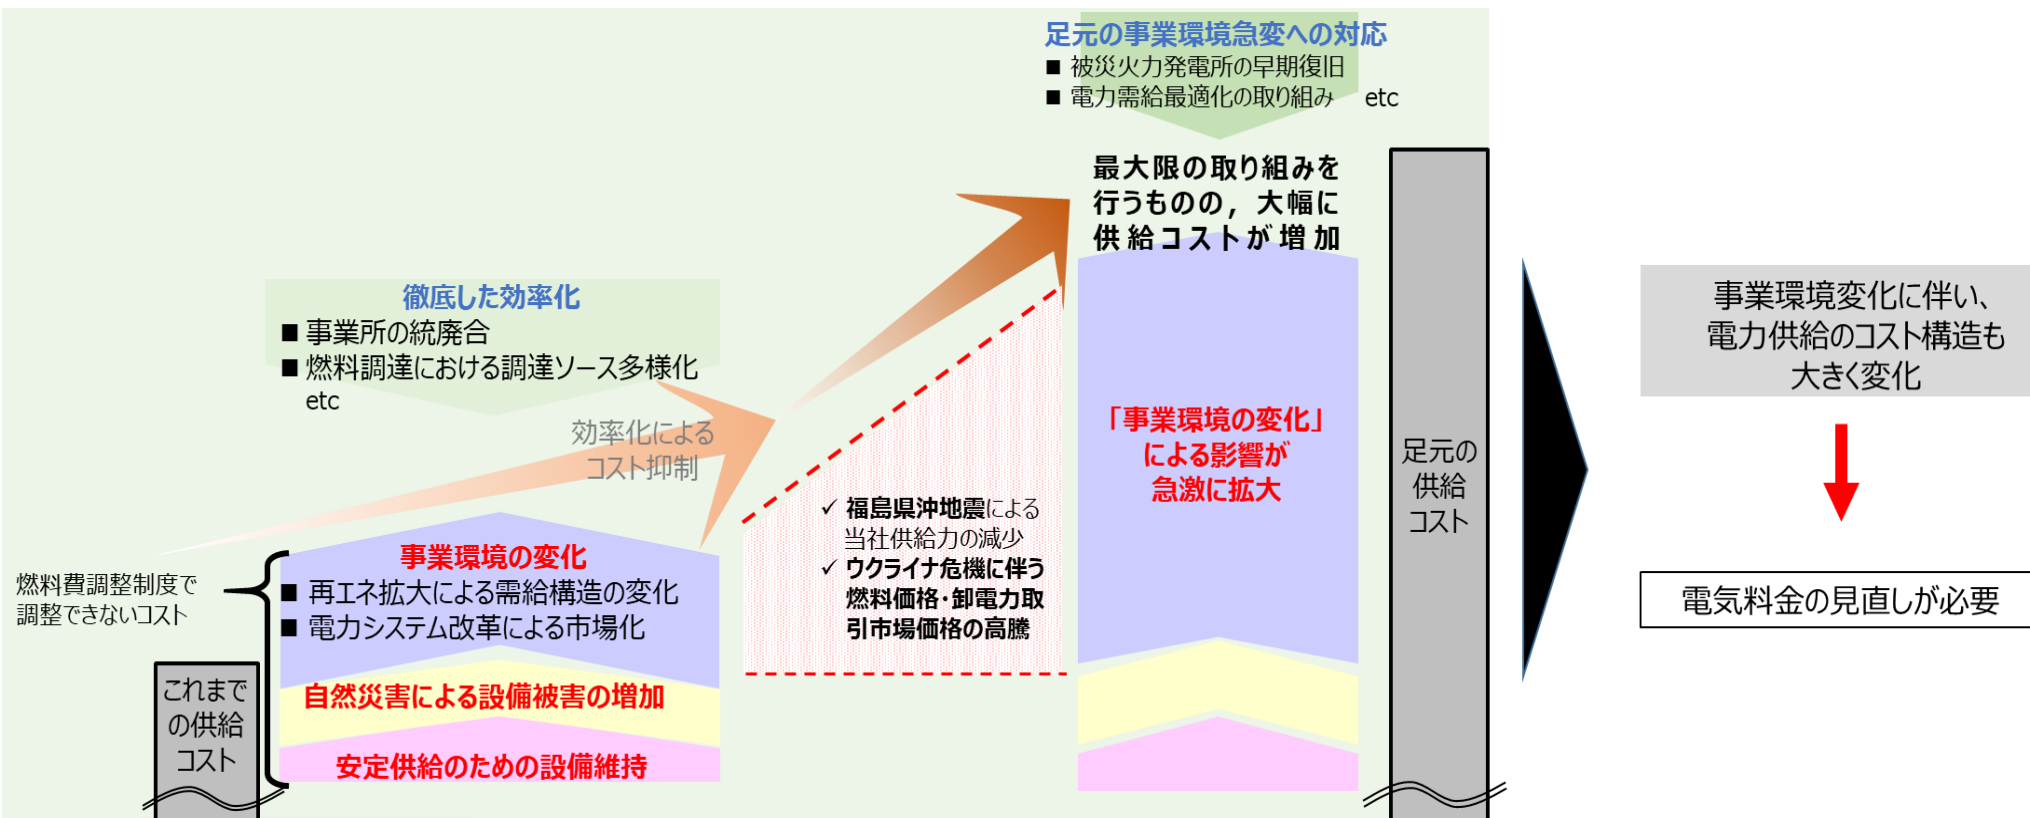 足元の事業環境急変への対応
■ 被災火力発電所の早期復旧
■ 電力需給最適化の取り組み etc
最大限の取り組みを
行うものの，大幅に
供給コストが増加
徹底した効率化
■ 事業所の統廃合
■ 燃料調達における調達ソース多様化
etc
効率化による
コスト抑制
燃料費調整制度で
調整できないコスト
事業環境の変化
■ 再エネ拡大による需給構造の変化
■ 電力システム改革による市場化
自然災害による設備被害の増加
安定供給のための設備維持
これまで
の供給
コスト
✓ 福島県沖地震による
当社供給力の減少
✓ ウクライナ危機に伴う
燃料価格・卸電力取
引市場価格の高騰
「事業環境の変化」
による影響が
急激に拡大
足元の
供給
コスト
事業環境変化に伴い、
電力供給のコスト構造も
大きく変化
電気料金の見直しが必要